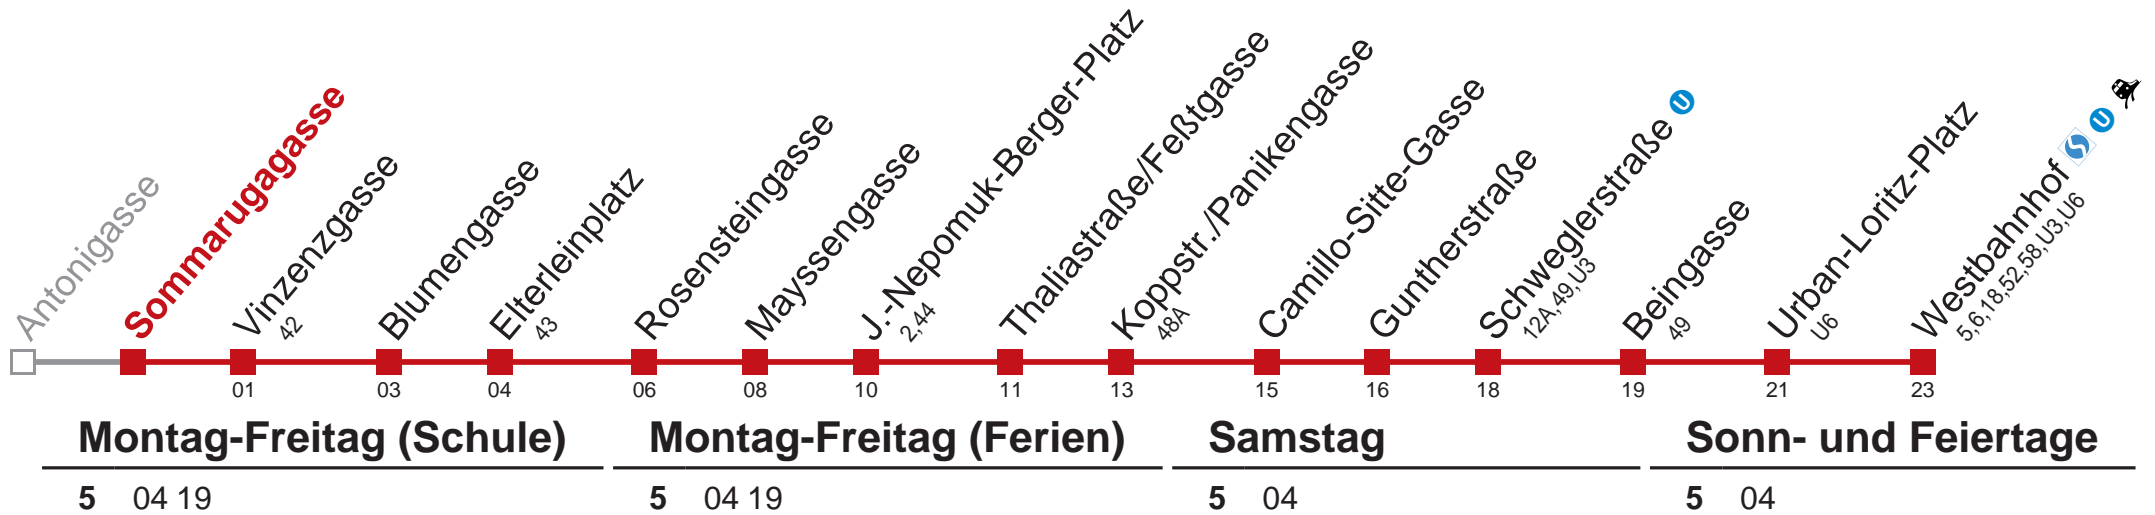 Antonigasse
Sommarugagasse
Vinzenzgasse
42
Blumengasse
Elterleinplatz
43
Rosensteingasse
Mayssengasse
J.-Nepomuk-Berger-Platz
2,44
Thaliastraße/Feßtgasse
Koppstr./Panikengasse
48A
Camillo-Sitte-Gasse
Guntherstraße
Schweglerstraße U
12A,49,U3
Beingasse
49
Urban-Loritz-Platz
U6
Westbahnhof S U
5,6,18,52,58,U3,U6
01 03 04 06 08 10 11 13 15 16 18 19 21 23
Montag-Freitag (Schule) Montag-Freitag (Ferien) Samstag Sonn- und Feiertage
5 04 19 5 04 19 5 04 5 04